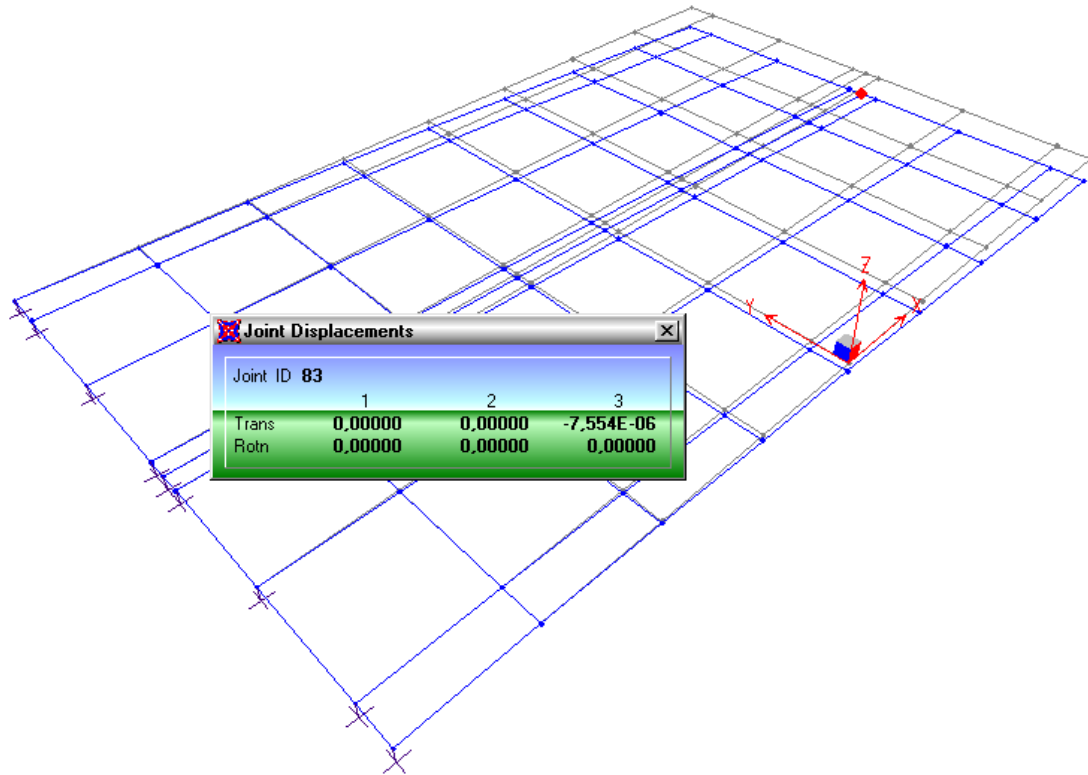 Z
Y
X
Joint Displacements
Joint ID 83
1 2 3
Trans 0,00000 0,00000 -7,554E-06
Rotn 0,00000 0,00000 0,00000